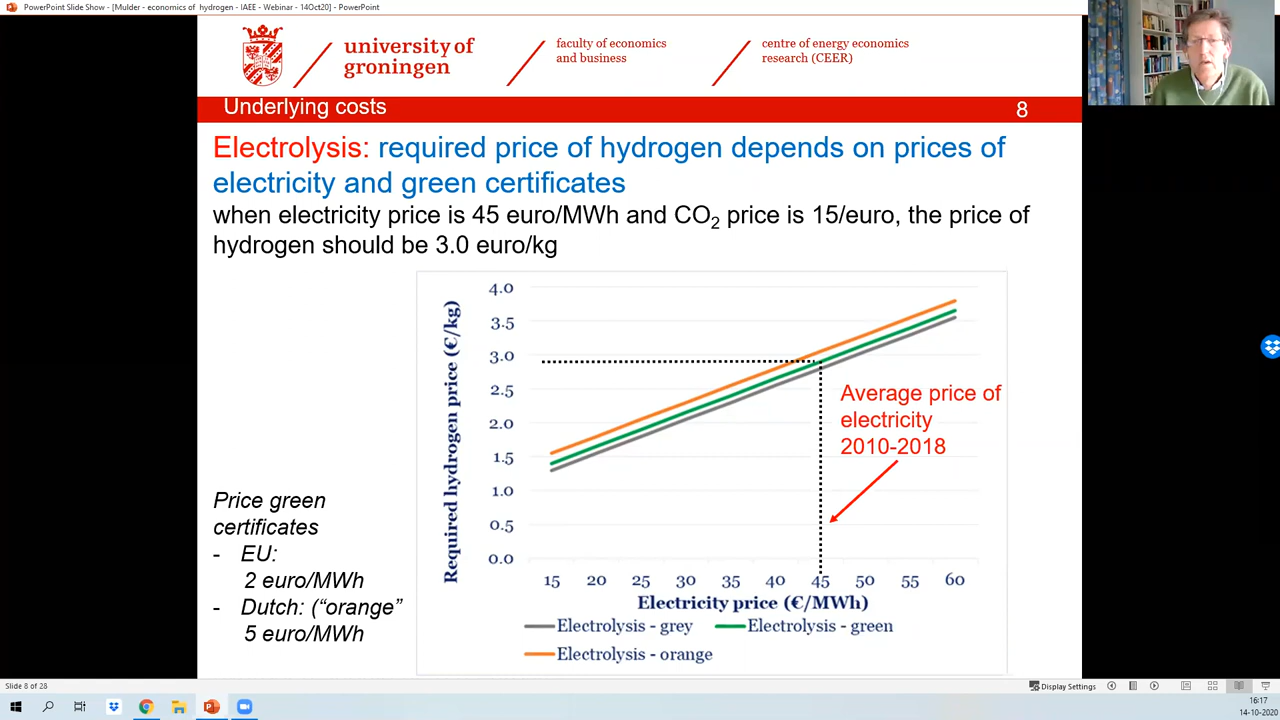 PowerPoint Slide Show - [Mulder - economics of hydrogen - IAEE - Webinar - 14Oct20] - PowerPoint
university of
groningen
faculty of economics
and business
centre of energy economics
research (CEER)
Underlying costs
8
Electrolysis: required price of hydrogen depends on prices of
electricity and green certificates
when electricity price is 45 euro/MWh and CO2 price is 15/euro, the price of
hydrogen should be 3.0 euro/kg
Price green
certificates
- EU:
2 euro/MWh
- Dutch: (“orange”
5 euro/MWh
Required hydrogen price (€/kg)
4.0
3.5
3.0
2.5
2.0
1.5
1.0
0.5
0.0
15 20 25 30 35 40 45 50 55 60
Electricity price (€/MWh)
Average price of
electricity
2010-2018
Electrolysis - grey Electrolysis - green
Electrolysis - orange
Slide 8 of 28
Display Settings
16:17
14-10-2020